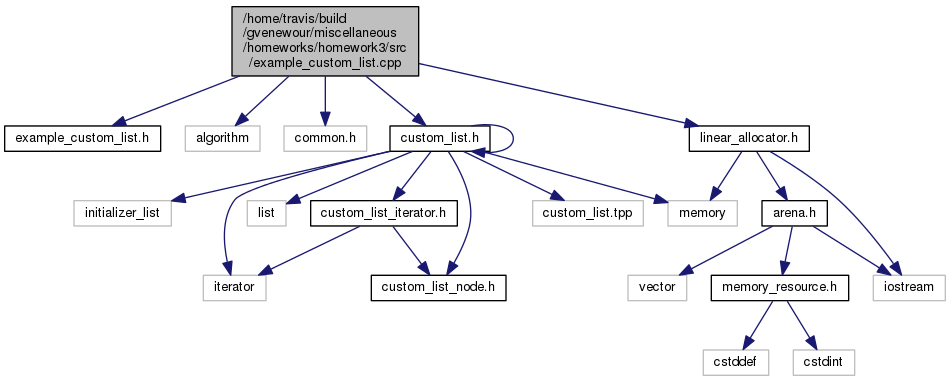 /home/travis/build
/gvenewour/miscellaneous
/homeworks/homework3/src
/example_custom_list.cpp
example_custom_list.h
algorithm
common.h
custom_list.h
linear_allocator.h
initializer_list
list
custom_list_iterator.h
custom_list.tpp
memory
arena.h
iterator
custom_list_node.h
vector
memory_resource.h
iostream
cstddef
cstdint